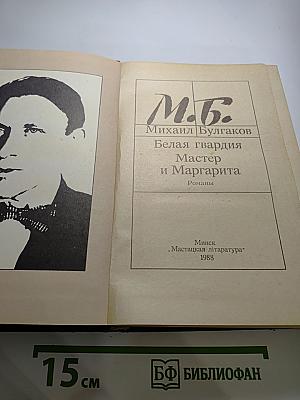 М.Б.
Михаил Булгаков
Белая гвардия
Мастер
и Маргарита
Романы
Минск
„Мастацкая літаратура"
1988
15 см
БФ БИБЛИОФАН